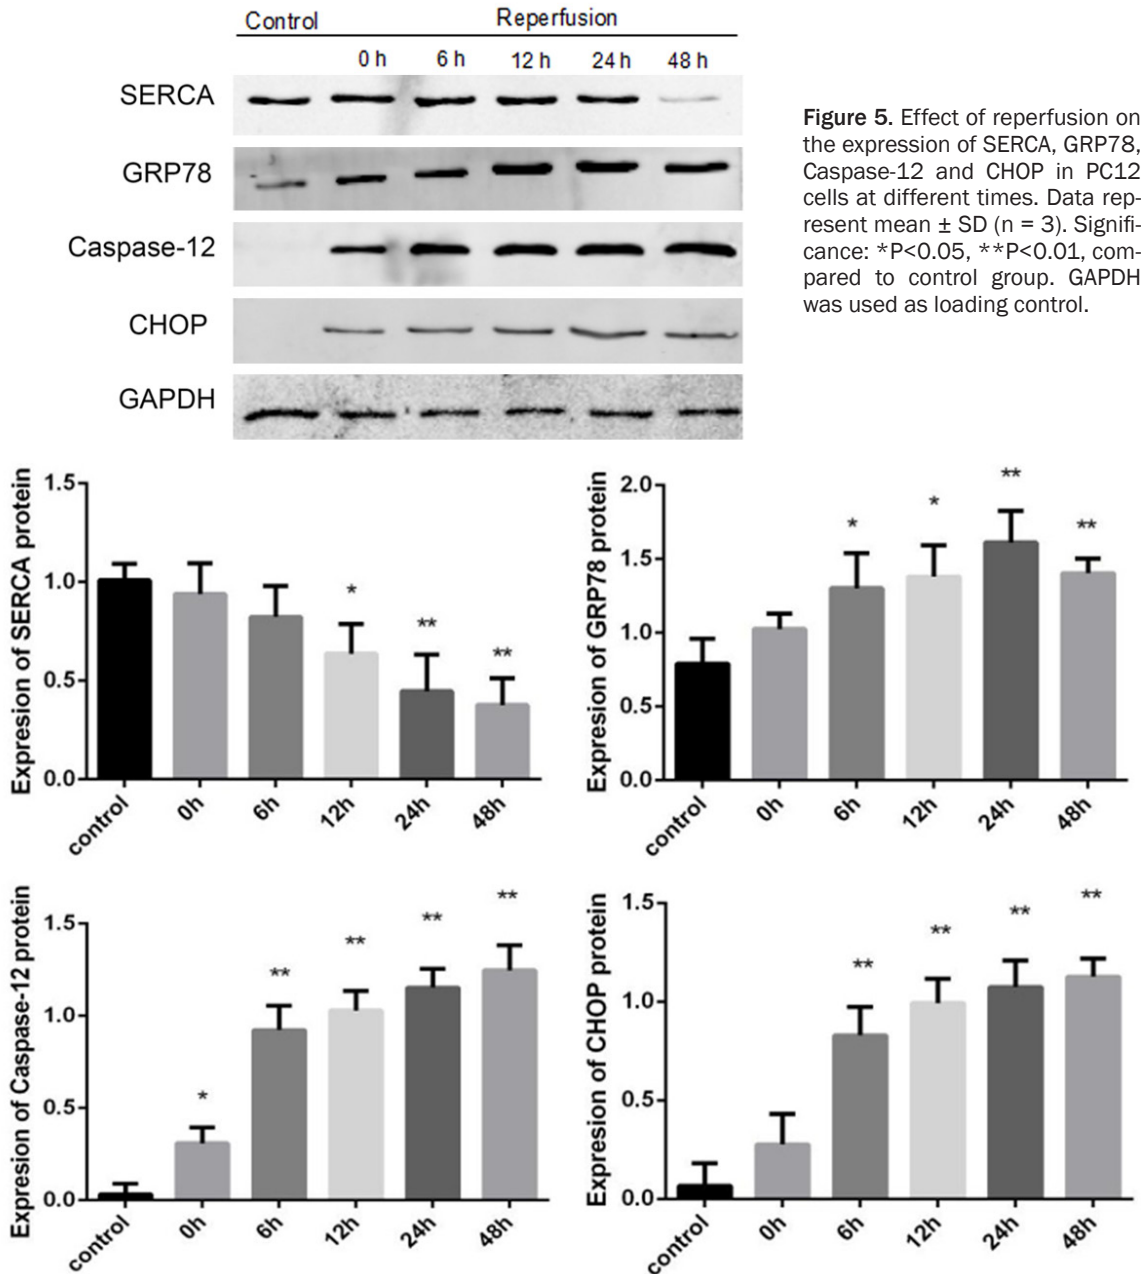 Control Reperfusion
0 h 6 h 12 h 24 h 48 h
SERCA
GRP78
Caspase-12
CHOP
GAPDH
Figure 5. Effect of reperfusion on
the expression of SERCA, GRP78,
Caspase-12 and CHOP in PC12
cells at different times. Data rep-
resent mean ± SD (n = 3). Signifi-
cance: *P<0.05, **P<0.01, com-
pared to control group. GAPDH
was used as loading control.
Expresion of SERCA protein
1.5
1.0
0.5
0.0
* ** **
control 0h 6h 12h 24h 48h
Expresion of GRP78 protein
2.0
1.5
1.0
0.5
0.0
* * ** **
control 0h 6h 12h 24h 48h
Expresion of Caspase-12 protein
1.5
1.0
0.5
0.0
* ** ** ** **
control 0h 6h 12h 24h 48h
Expresion of CHOP protein
1.5
1.0
0.5
0.0
** ** ** **
control 0h 6h 12h 24h 48h